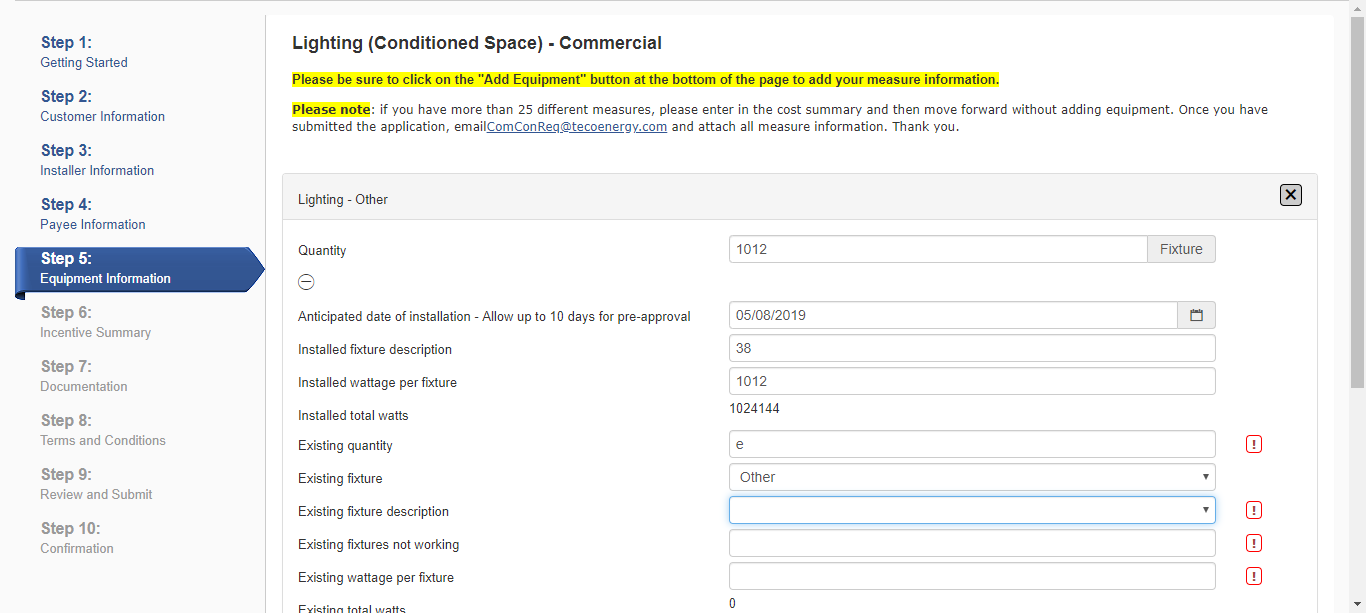 Step 1:
Getting Started
Step 2:
Customer Information
Step 3:
Installer Information
Step 4:
Payee Information
Step 5:
Equipment Information
Step 6:
Incentive Summary
Step 7:
Documentation
Step 8:
Terms and Conditions
Step 9:
Review and Submit
Step 10:
Confirmation
Lighting (Conditioned Space) - Commercial
Please be sure to click on the "Add Equipment" button at the bottom of the page to add your measure information.
Please note: if you have more than 25 different measures, please enter in the cost summary and then move forward without adding equipment. Once you have
submitted the application, emailComConReq@tecoenergy.com and attach all measure information. Thank you.
Lighting - Other
Quantity 1012 Fixture
Anticipated date of installation - Allow up to 10 days for pre-approval 05/08/2019
Installed fixture description 38
Installed wattage per fixture 1012
Installed total watts 1024144
Existing quantity e !
Existing fixture Other
Existing fixture description !
Existing fixtures not working !
Existing wattage per fixture !
Existing total watts 0